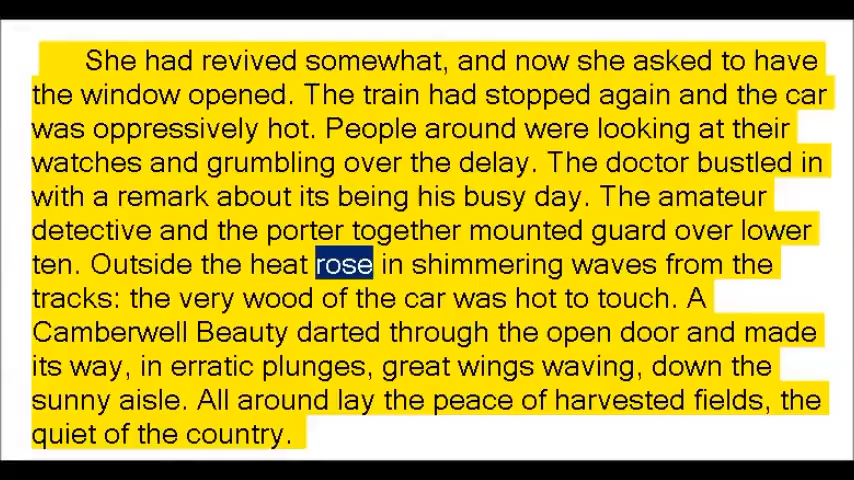 She had revived somewhat, and now she asked to have
the window opened. The train had stopped again and the car
was oppressively hot. People around were looking at their
watches and grumbling over the delay. The doctor bustled in
with a remark about its being his busy day. The amateur
detective and the porter together mounted guard over lower
ten. Outside the heat rose in shimmering waves from the
tracks: the very wood of the car was hot to touch. A
Camberwell Beauty darted through the open door and made
its way, in erratic plunges, great wings waving, down the
sunny aisle. All around lay the peace of harvested fields, the
quiet of the country.